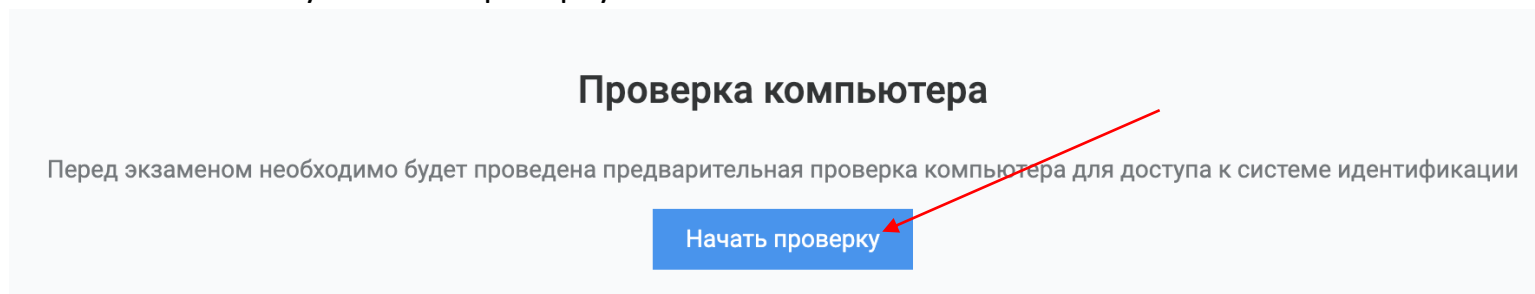 Проверка компьютера
Перед экзаменом необходимо будет проведена предварительная проверка компьютера для доступа к системе идентификации
Начать проверку